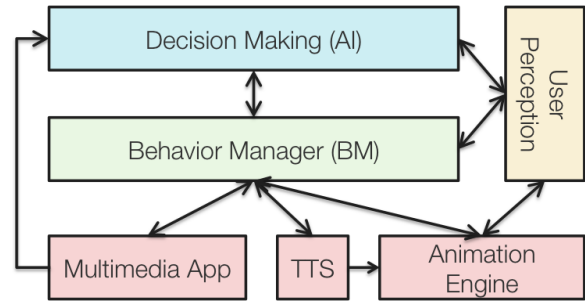 Decision Making (AI)
User
Perception
Behavior Manager (BM)
Multimedia App
TTS
Animation
Engine